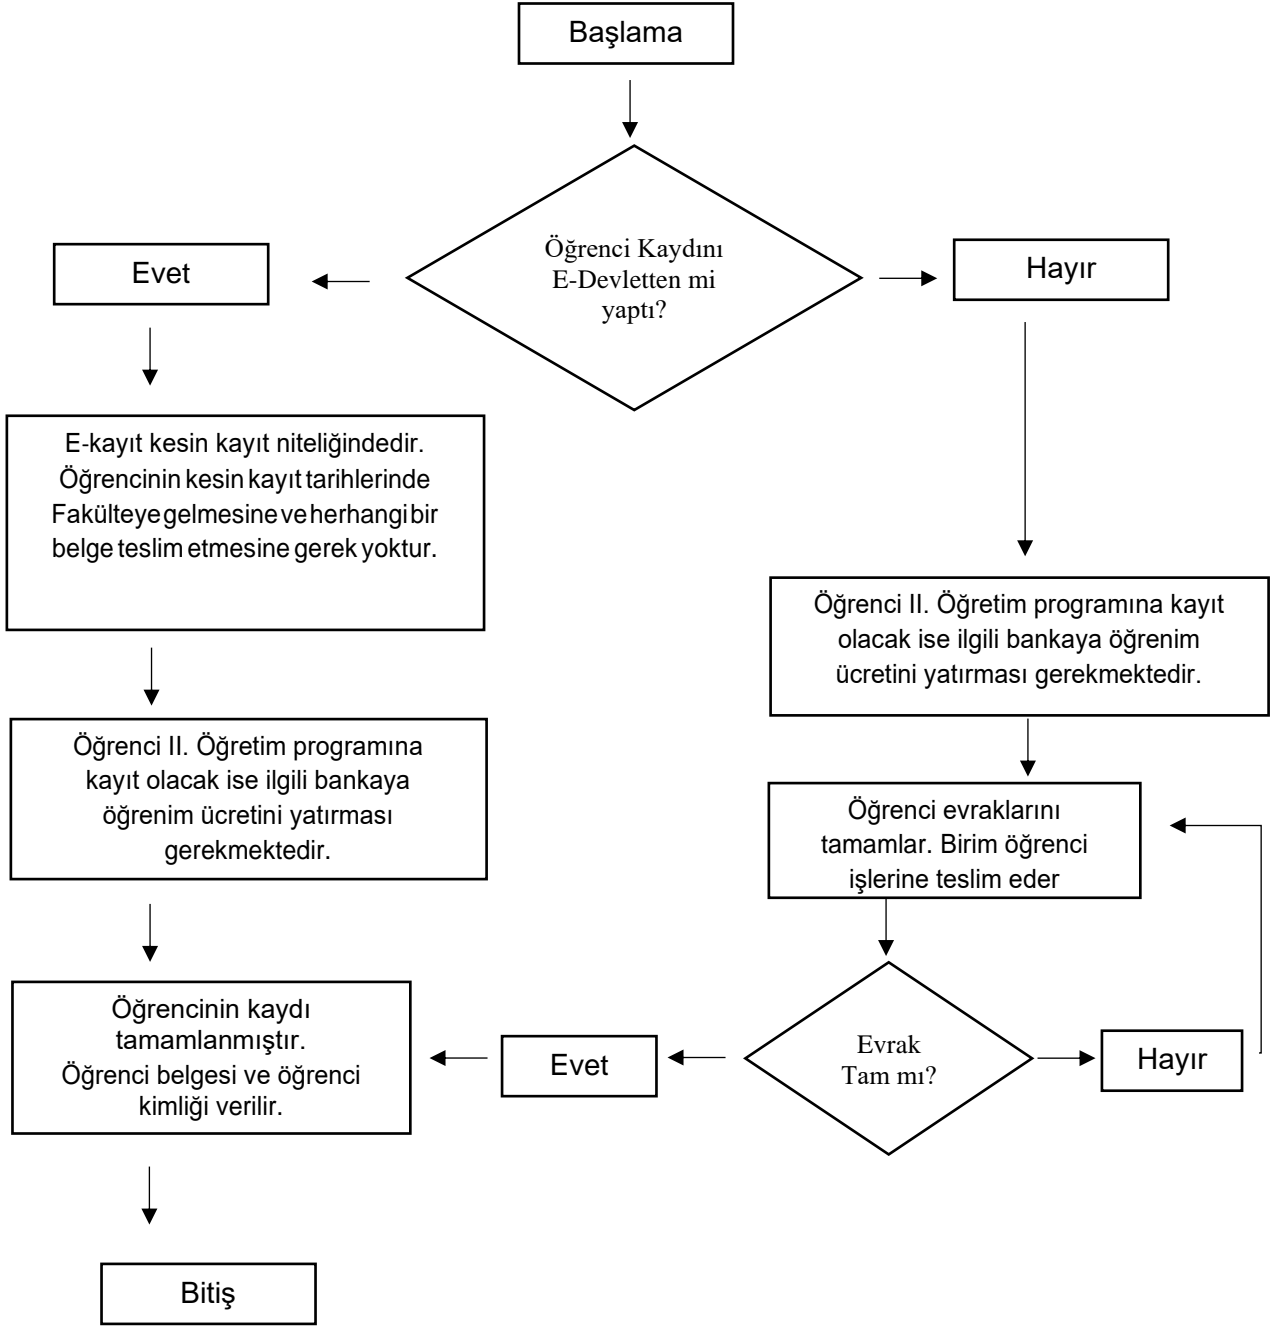 Başlama
Öğrenci Kaydını
E-Devletten mi
yaptı?
Evet
Hayır
E-kayıt kesin kayıt niteliğindedir.
Öğrencinin kesin kayıt tarihlerinde
Fakülteye gelmesine ve herhangi bir
belge teslim etmesine gerek yoktur.
Öğrenci II. Öğretim programına kayıt
olacak ise ilgili bankaya öğrenim
ücretini yatırması gerekmektedir.
Öğrenci II. Öğretim programına
kayıt olacak ise ilgili bankaya
öğrenim ücretini yatırması
gerekmektedir.
Öğrenci evraklarını
tamamlar. Birim öğrenci
işlerine teslim eder
Öğrencinin kaydı
tamamlanmıştır.
Öğrenci belgesi ve öğrenci
kimliği verilir.
Evet
Evrak
Tam mı?
Hayır
Bitiş